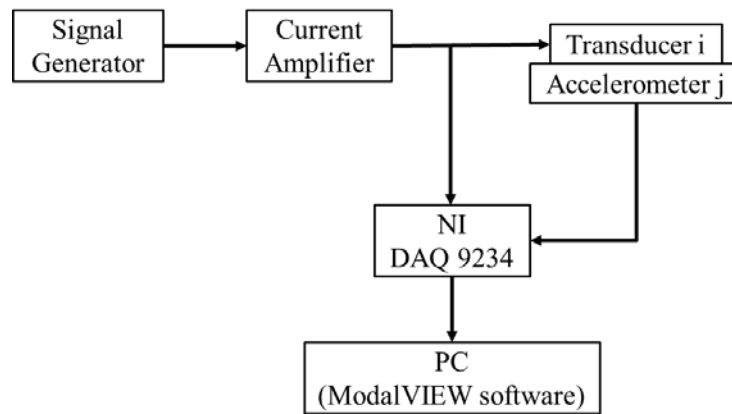 Signal
Generator
Current
Amplifier
Transducer i
Accelerometer j
NI
DAQ 9234
PC
(ModalVIEW software)